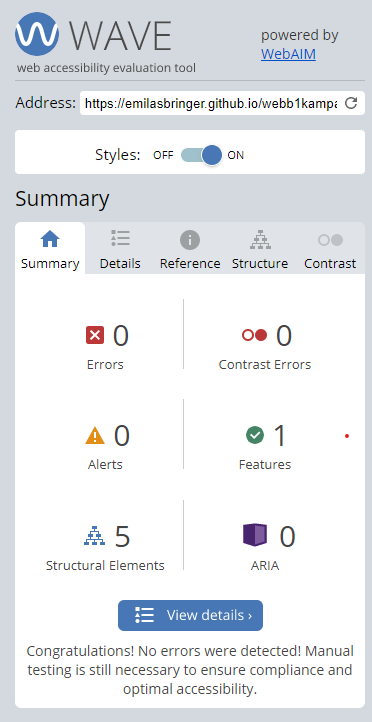 WAVE
powered by
WebAIM
web accessibility evaluation tool
Address: https://emilasbringer.github.io/webb1kampa
Styles: OFF ON
Summary
Summary Details Reference Structure Contrast
0 0
Errors Contrast Errors
0 1
Alerts Features
5 0
Structural Elements ARIA
View details ›
Congratulations! No errors were detected! Manual
testing is still necessary to ensure compliance and
optimal accessibility.